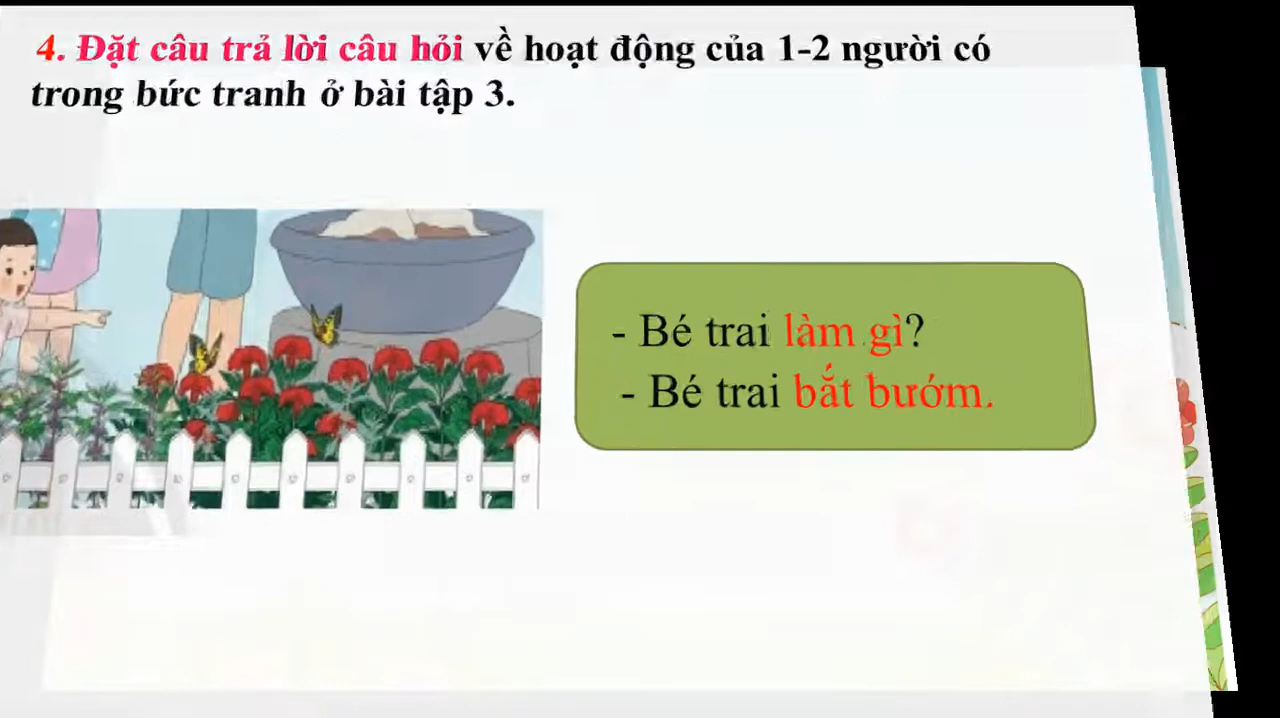 4. Đặt câu trả lời câu hỏi về hoạt động của 1-2 người có
trong bức tranh ở bài tập 3.
- Bé trai làm gì?
- Bé trai bắt bướm.